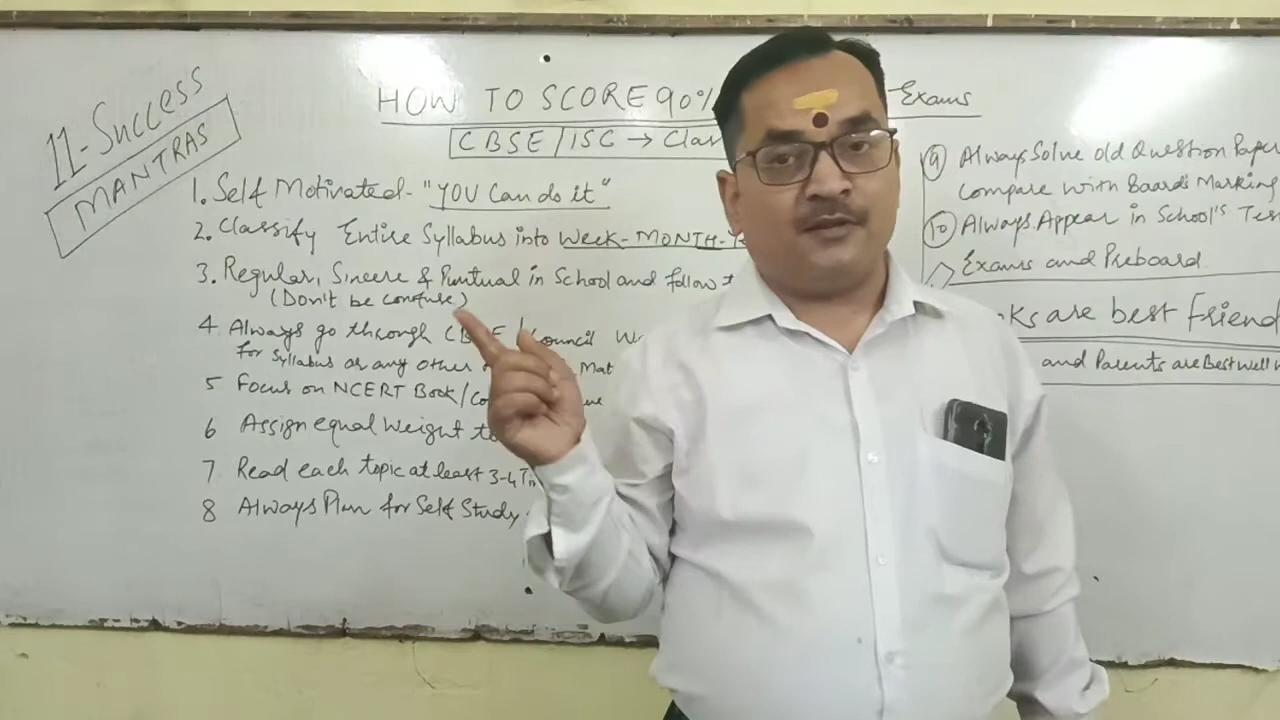 11-Success
MANTRAS
HOW TO SCORE 90% Exams
CBSE/ISC → Clas
1. Self Motivated - "YOU Can do it"
2. Classify Entire Syllabus into Week-MONTH-
3. Regular, Sincere & Puntual in School and follow
(Don't be confuse)
4. Always go through CBSE/Council
For Syllabus or any other Mat
5 Focus on NCERT Book/
6 Assign equal weight to
7 Read each topic at least 3-4
8 Always Plan for Self Study
9 Always Solve old Question Paper
Compare with Board's Marking
10 Always Appear in School's Test
Exams and Preboard
ks are best Friend
and Parents are Best Well